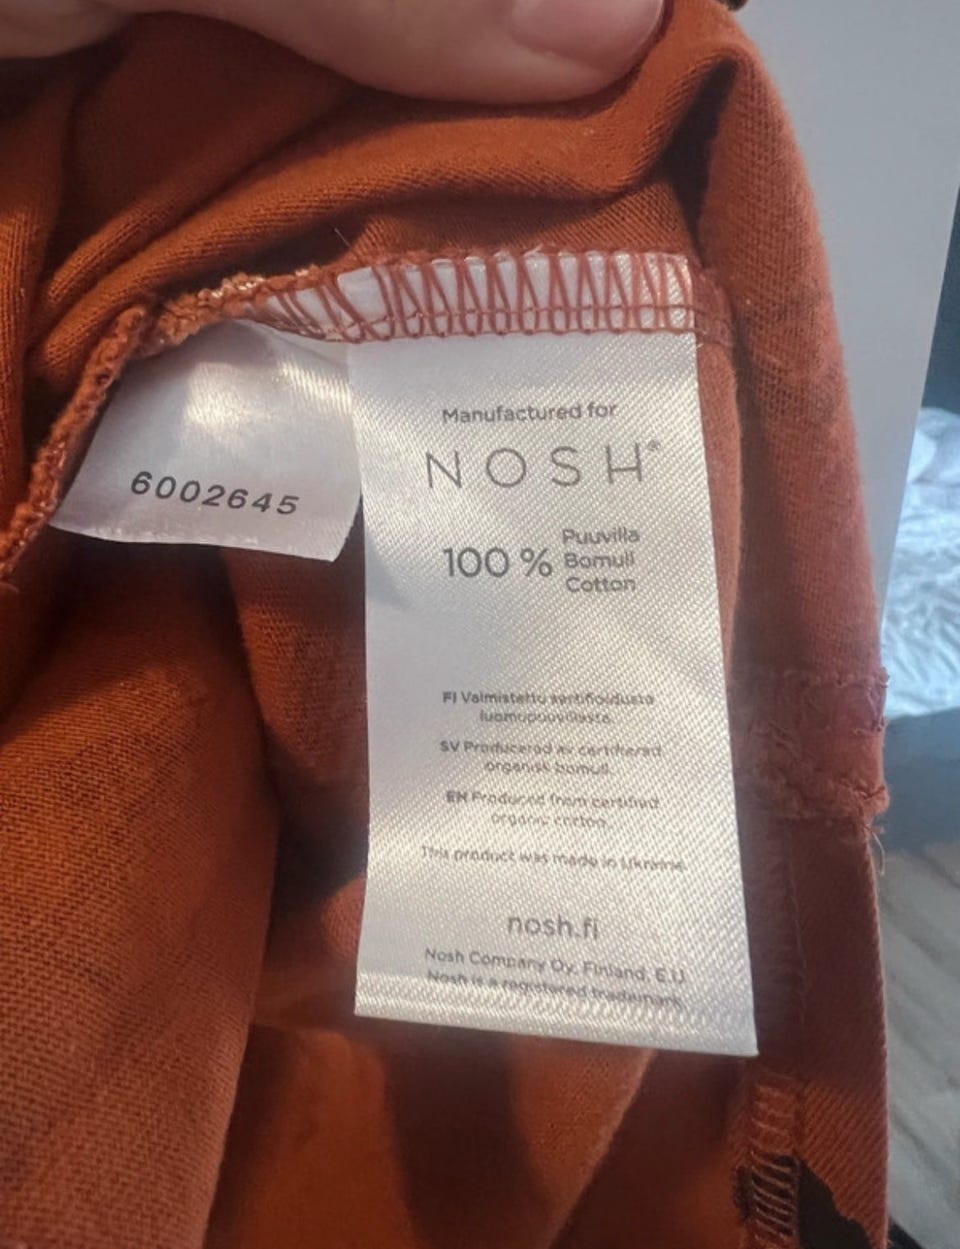 6002645
Manufactured for
NOSH®
100 % Puuvilla
Bomull
Cotton
FI Valmistettu sertifioidusta
luomupuuvillasta.
SV Producerad av certifierad
organisk bomull.
EN Produced from certified
organic cotton.
This product was made in Ukraine.
nosh.fi
Nosh Company Oy, Finland, E.U.
Nosh is a registered trademark